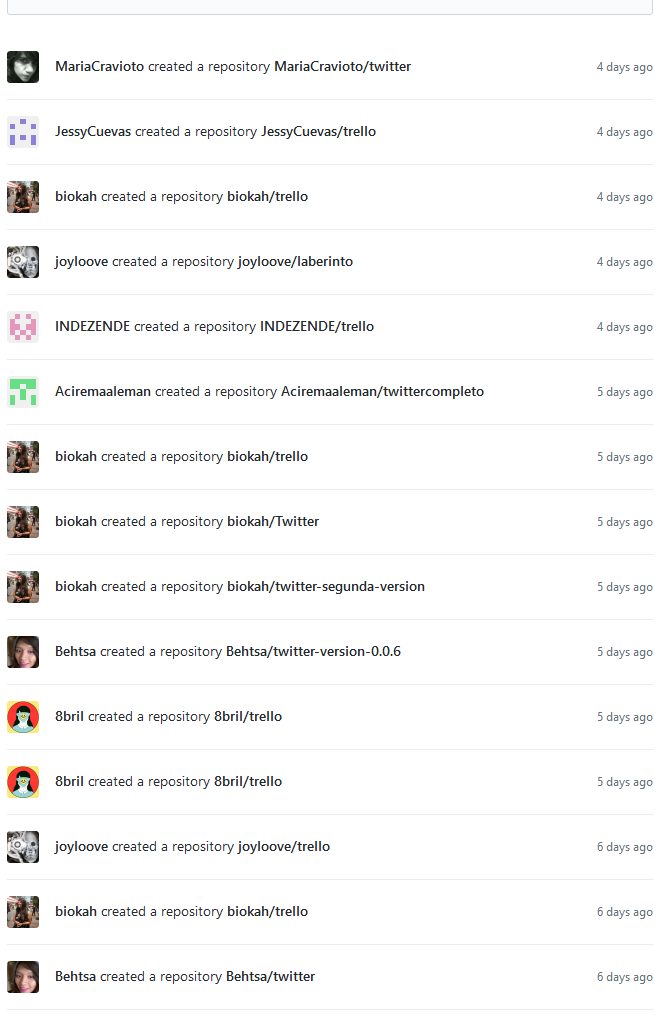 MariaCravioto created a repository MariaCravioto/twitter 4 days ago
JessyCuevas created a repository JessyCuevas/trello 4 days ago
biokah created a repository biokah/trello 4 days ago
joyloove created a repository joyloove/laberinto 4 days ago
INDEZENDE created a repository INDEZENDE/trello 4 days ago
Aciremaaleman created a repository Aciremaaleman/twittercompleto 5 days ago
biokah created a repository biokah/trello 5 days ago
biokah created a repository biokah/Twitter 5 days ago
biokah created a repository biokah/twitter-segunda-version 5 days ago
Behtsa created a repository Behtsa/twitter-version-0.0.6 5 days ago
8bril created a repository 8bril/trello 5 days ago
8bril created a repository 8bril/trello 5 days ago
joyloove created a repository joyloove/trello 6 days ago
biokah created a repository biokah/trello 6 days ago
Behtsa created a repository Behtsa/twitter 6 days ago